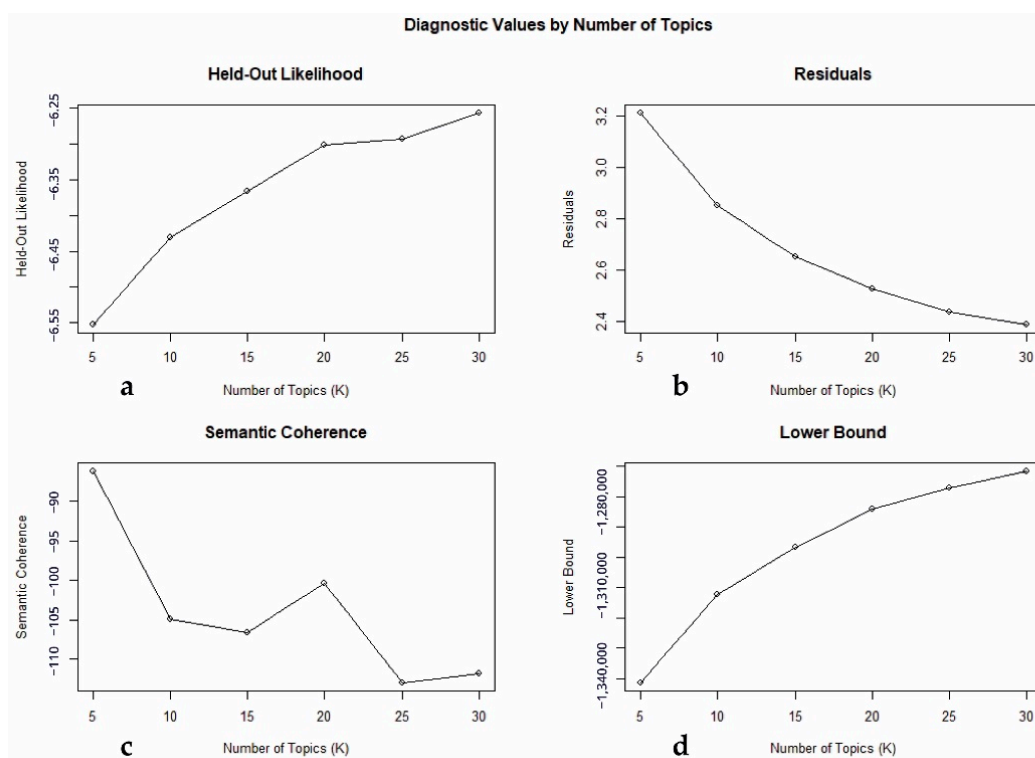 Diagnostic Values by Number of Topics
Held-Out Likelihood
Held-Out Likelihood
−6.25
−6.35
−6.45
−6.55
5 10 15 20 25 30
a
Number of Topics (K)
Residuals
Residuals
3.2
3.0
2.8
2.6
2.4
5 10 15 20 25 30
b
Number of Topics (K)
Semantic Coherence
Semantic Coherence
−90
−95
−100
−105
−110
5 10 15 20 25 30
Number of Topics (K)
c
Lower Bound
Lower Bound
−1,280,000
−1,310,000
−1,340,000
5 10 15 20 25 30
Number of Topics (K)
d